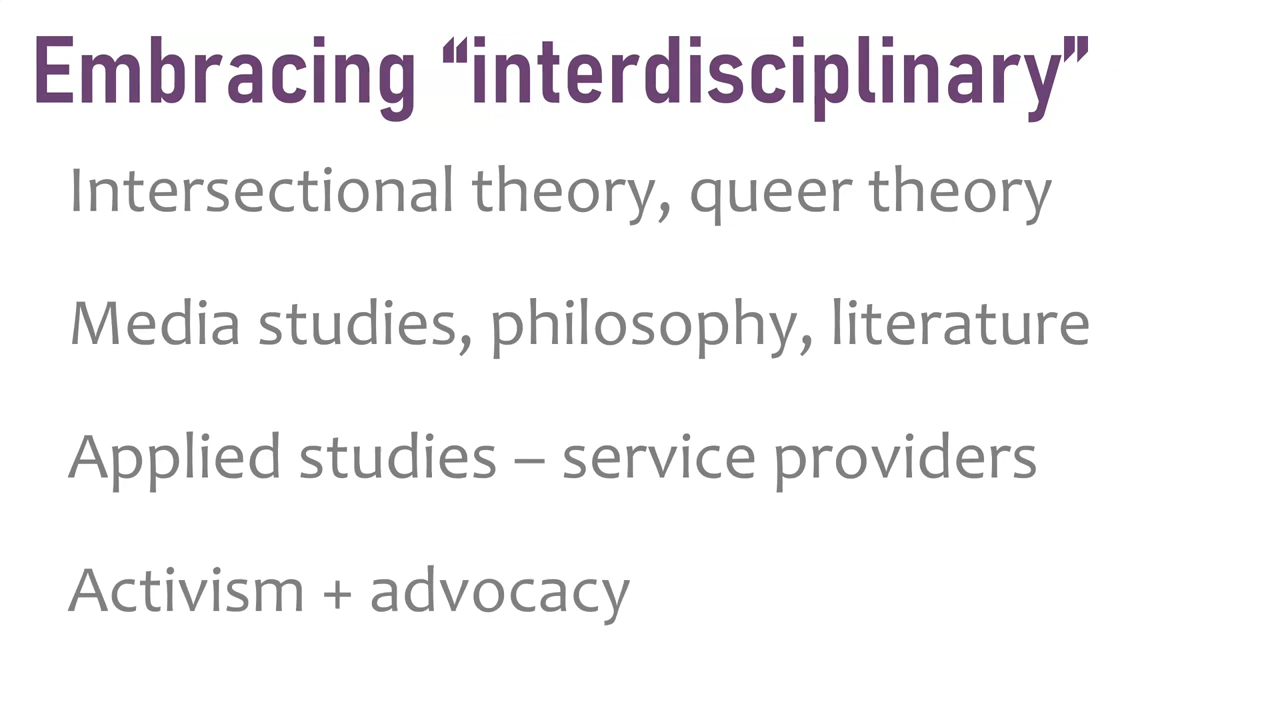 Embracing “interdisciplinary”
Intersectional theory, queer theory
Media studies, philosophy, literature
Applied studies – service providers
Activism + advocacy